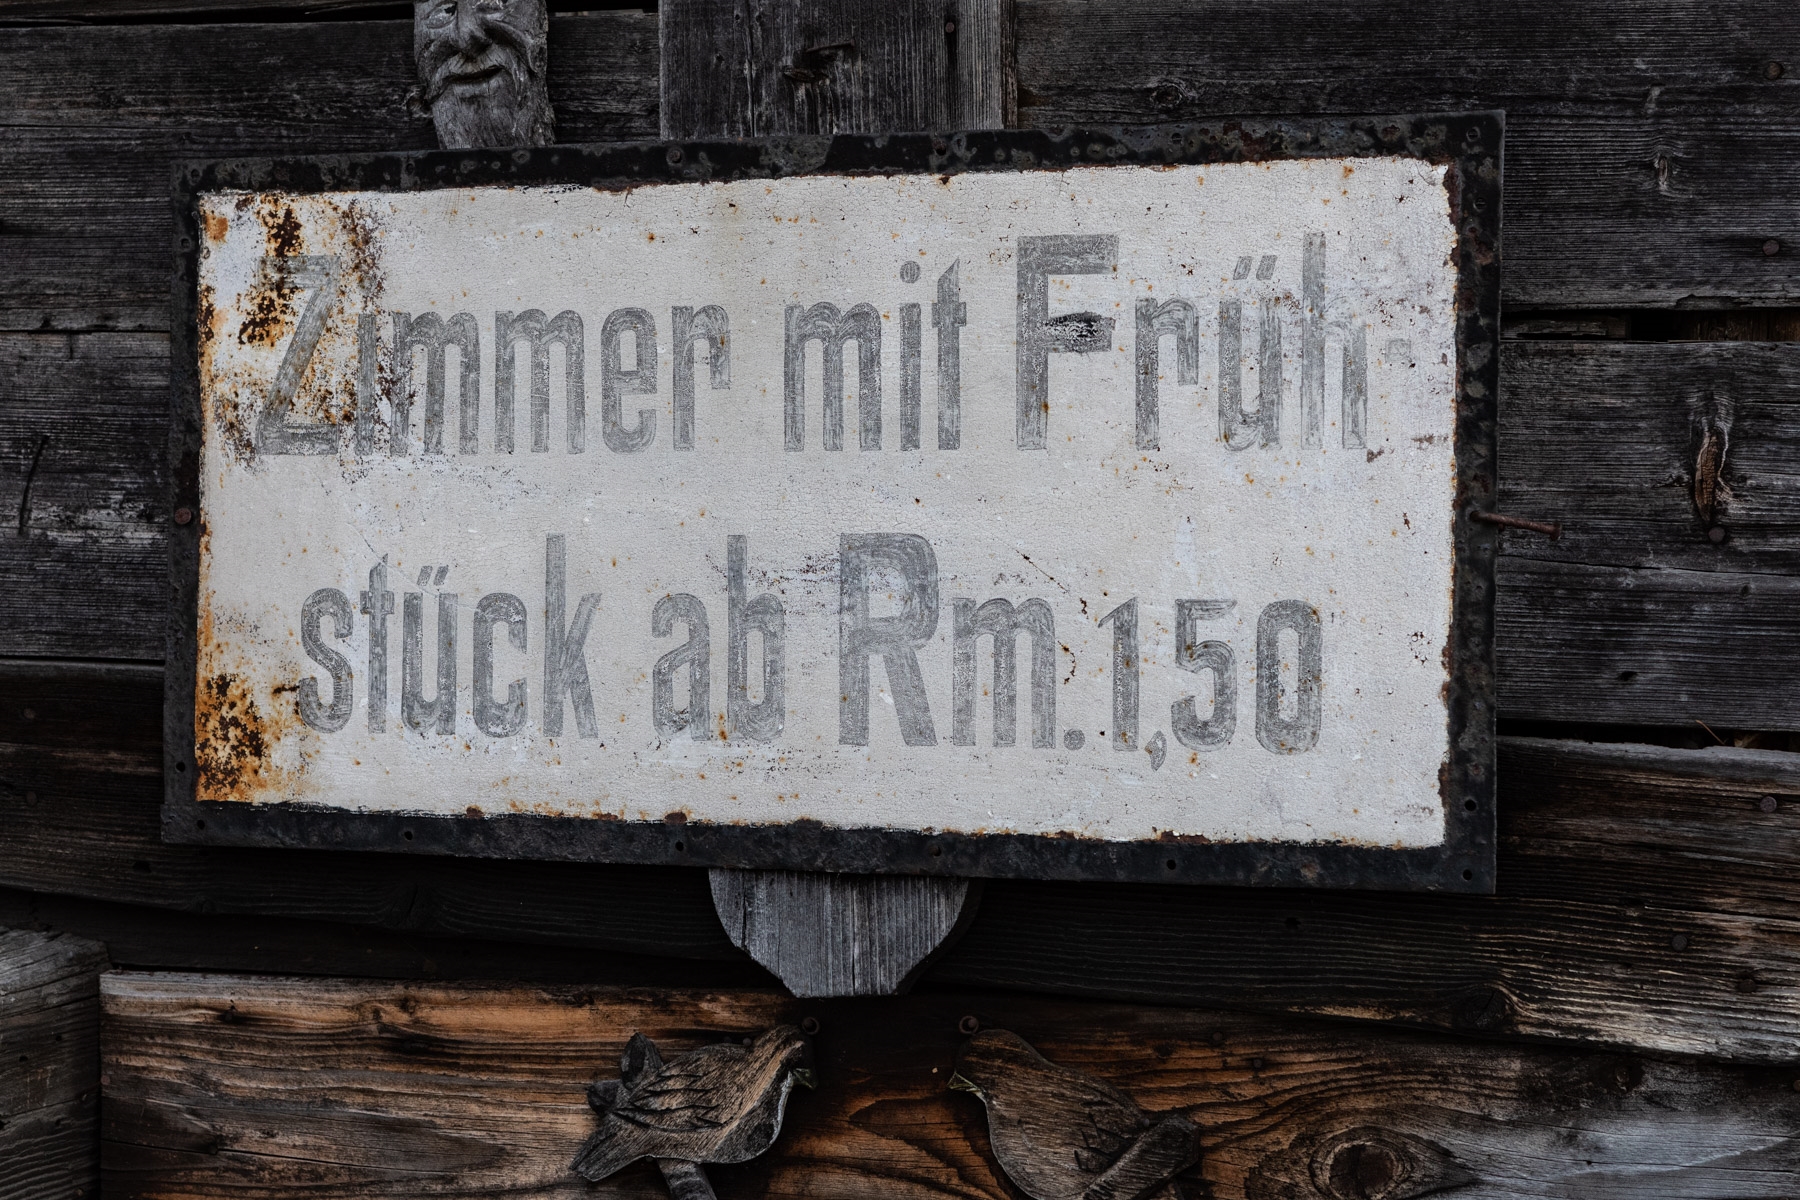 Zimmer mit Früh-
stück ab Rm. 1,50